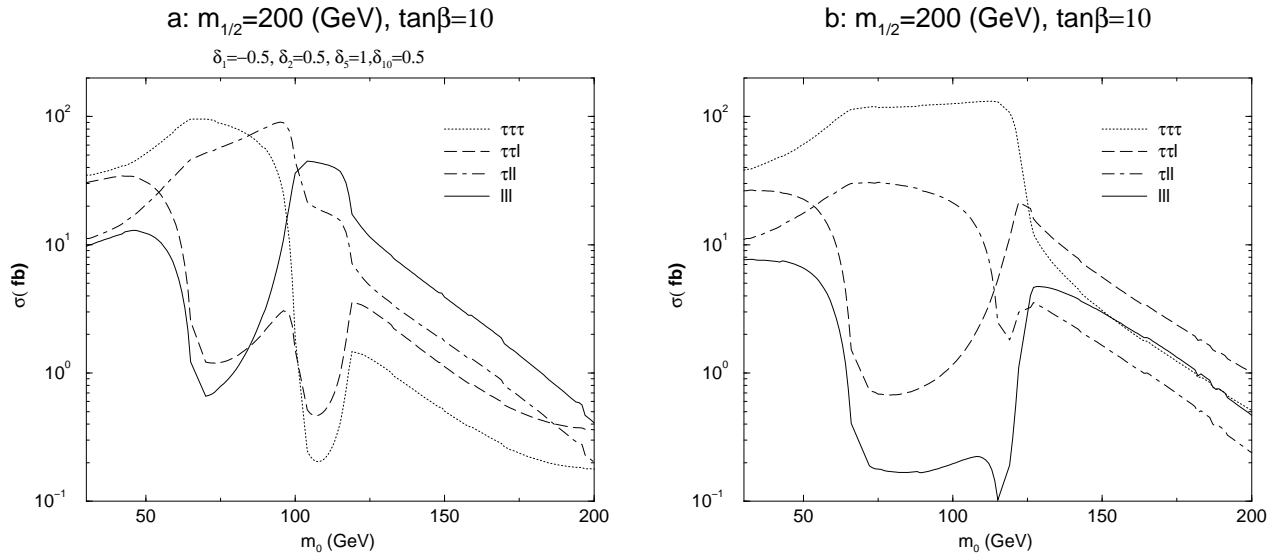 a: m1/2=200 (GeV), tanβ=10
δ1=−0.5, δ2=0.5, δ5=1,δ10=0.5
τττ
ττl
τll
lll
10^2
10^1
10^0
10^−1
σ( fb)
50
100
150
200
m0 (GeV)
b: m1/2=200 (GeV), tanβ=10
τττ
ττl
τll
lll
10^2
10^1
10^0
10^−1
σ( fb)
50
100
150
200
m0 (GeV)